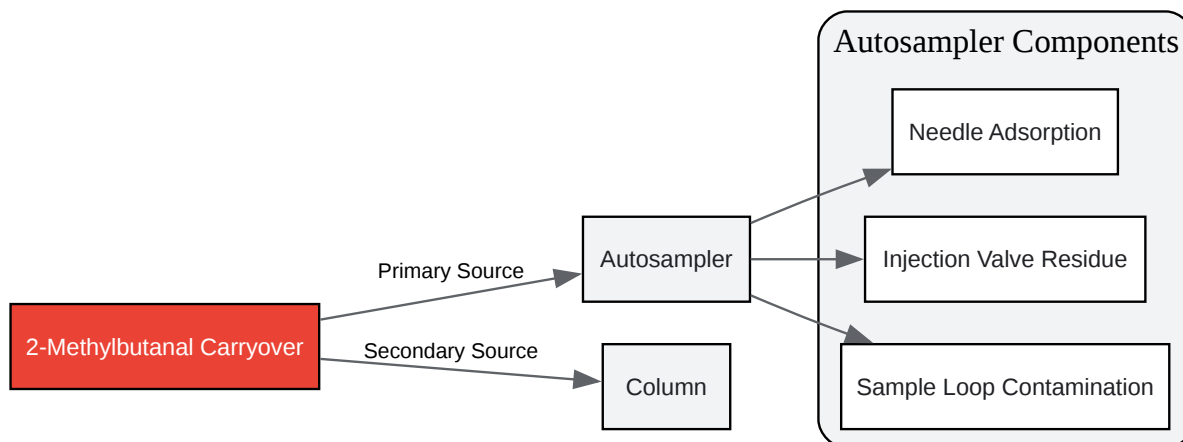 Autosampler Components
Needle Adsorption
Autosampler
Injection Valve Residue
Primary Source
2-Methylbutanal Carryover
Secondary Source
Column
Sample Loop Contamination